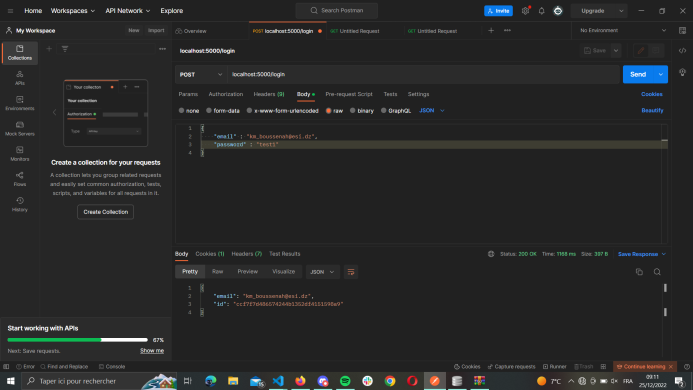 Home Workspaces API Network Explore
Search Postman
Invite
Upgrade
My Workspace
New Import
Overview
POST localhost:5000/login
GET Untitled Request
GET Untitled Request
No Environment
Collections
APIs
Environments
Mock Servers
Monitors
Flows
History
Your collection
Your collection
Authorization
Type
Create a collection for your requests
A collection lets you group related requests
and easily set common authorization, tests,
scripts, and variables for all requests in it.
Create Collection
Start working with APIs
67%
Next: Save requests.
Show me
localhost:5000/login
Save
POST
localhost:5000/login
Send
Params Authorization Headers (9) Body Pre-request Script Tests Settings
Cookies
none form-data x-www-form-urlencoded raw binary GraphQL JSON
Beautify
1 {
2 "email" : "km_boussenah@esi.dz",
3 "password" : "test1"
4 }
Body Cookies (1) Headers (7) Test Results
Status: 200 OK Time: 1168 ms Size: 397 B Save Response
Pretty Raw Preview Visualize JSON
1 {
2 "email": "km_boussenah@esi.dz",
3 "id":
4 }
Error Find and Replace Console
Cookies Capture requests Runner Trash
Continue learning
Taper ici pour rechercher
7°C
FRA
09:11
25/12/2022